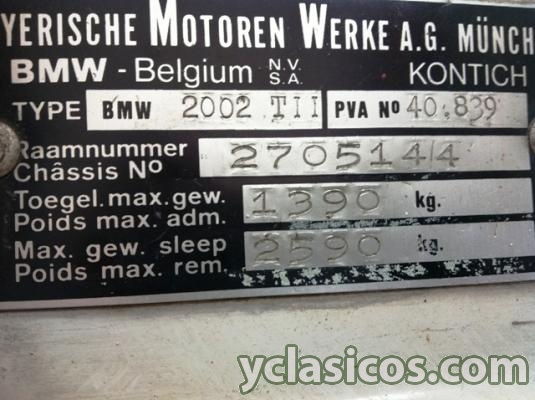 YERISCHE MOTOREN WERKE A.G. MÜNCH
BMW - Belgium N.V. S.A. KONTICH
TYPE BMW 2002 TII PVA Nº 40.839
Raamnummer
Châssis Nº 2705144
Toegel.max.gew.
Poids max. adm. 1390 kg.
Max. gew. sleep
Poids max. rem. 2590 kg.
yclasicos.com